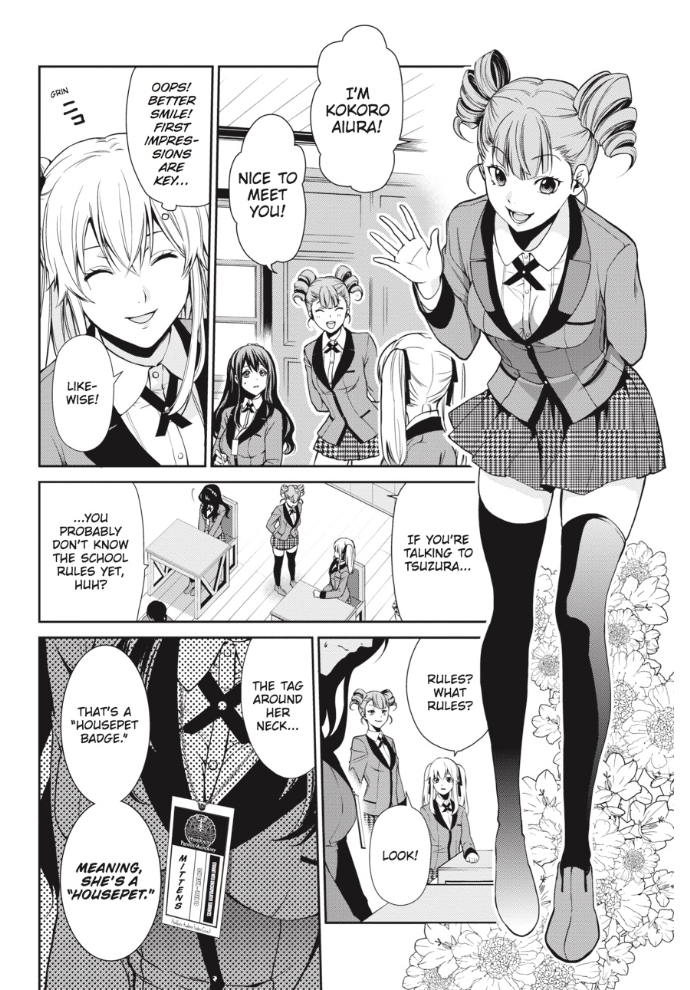 I'M
KOKORO
AIURA!
NICE TO
MEET
YOU!
OOPS!
BETTER
SMILE!
FIRST
IMPRES-
SIONS
ARE
KEY...
GRIN
ニコ
LIKE-
WISE!
IF YOU'RE
TALKING TO
TSUZURA...
...YOU
PROBABLY
DON'T KNOW
THE SCHOOL
RULES YET,
HUH?
RULES?
WHAT
RULES?
LOOK!
THE TAG
AROUND
HER
NECK...
THAT'S A
"HOUSEPET
BADGE."
MEANING,
SHE'S A
"HOUSEPET."
MITTENS